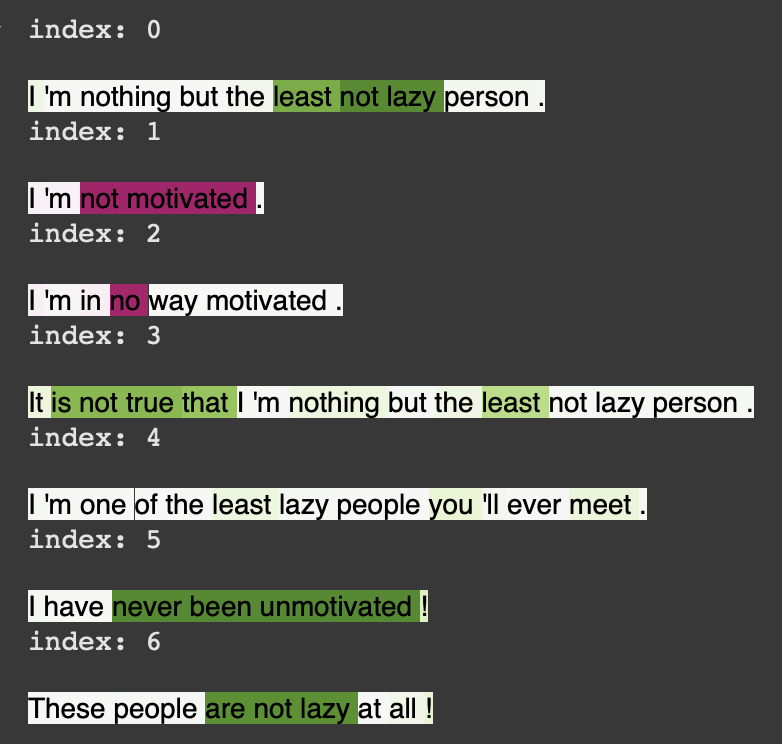 index: 0
I 'm nothing but the least not lazy person .
index: 1
I 'm not motivated .
index: 2
I 'm in no way motivated .
index: 3
It is not true that I 'm nothing but the least not lazy person .
index: 4
I 'm one of the least lazy people you 'll ever meet .
index: 5
I have never been unmotivated !
index: 6
These people are not lazy at all !